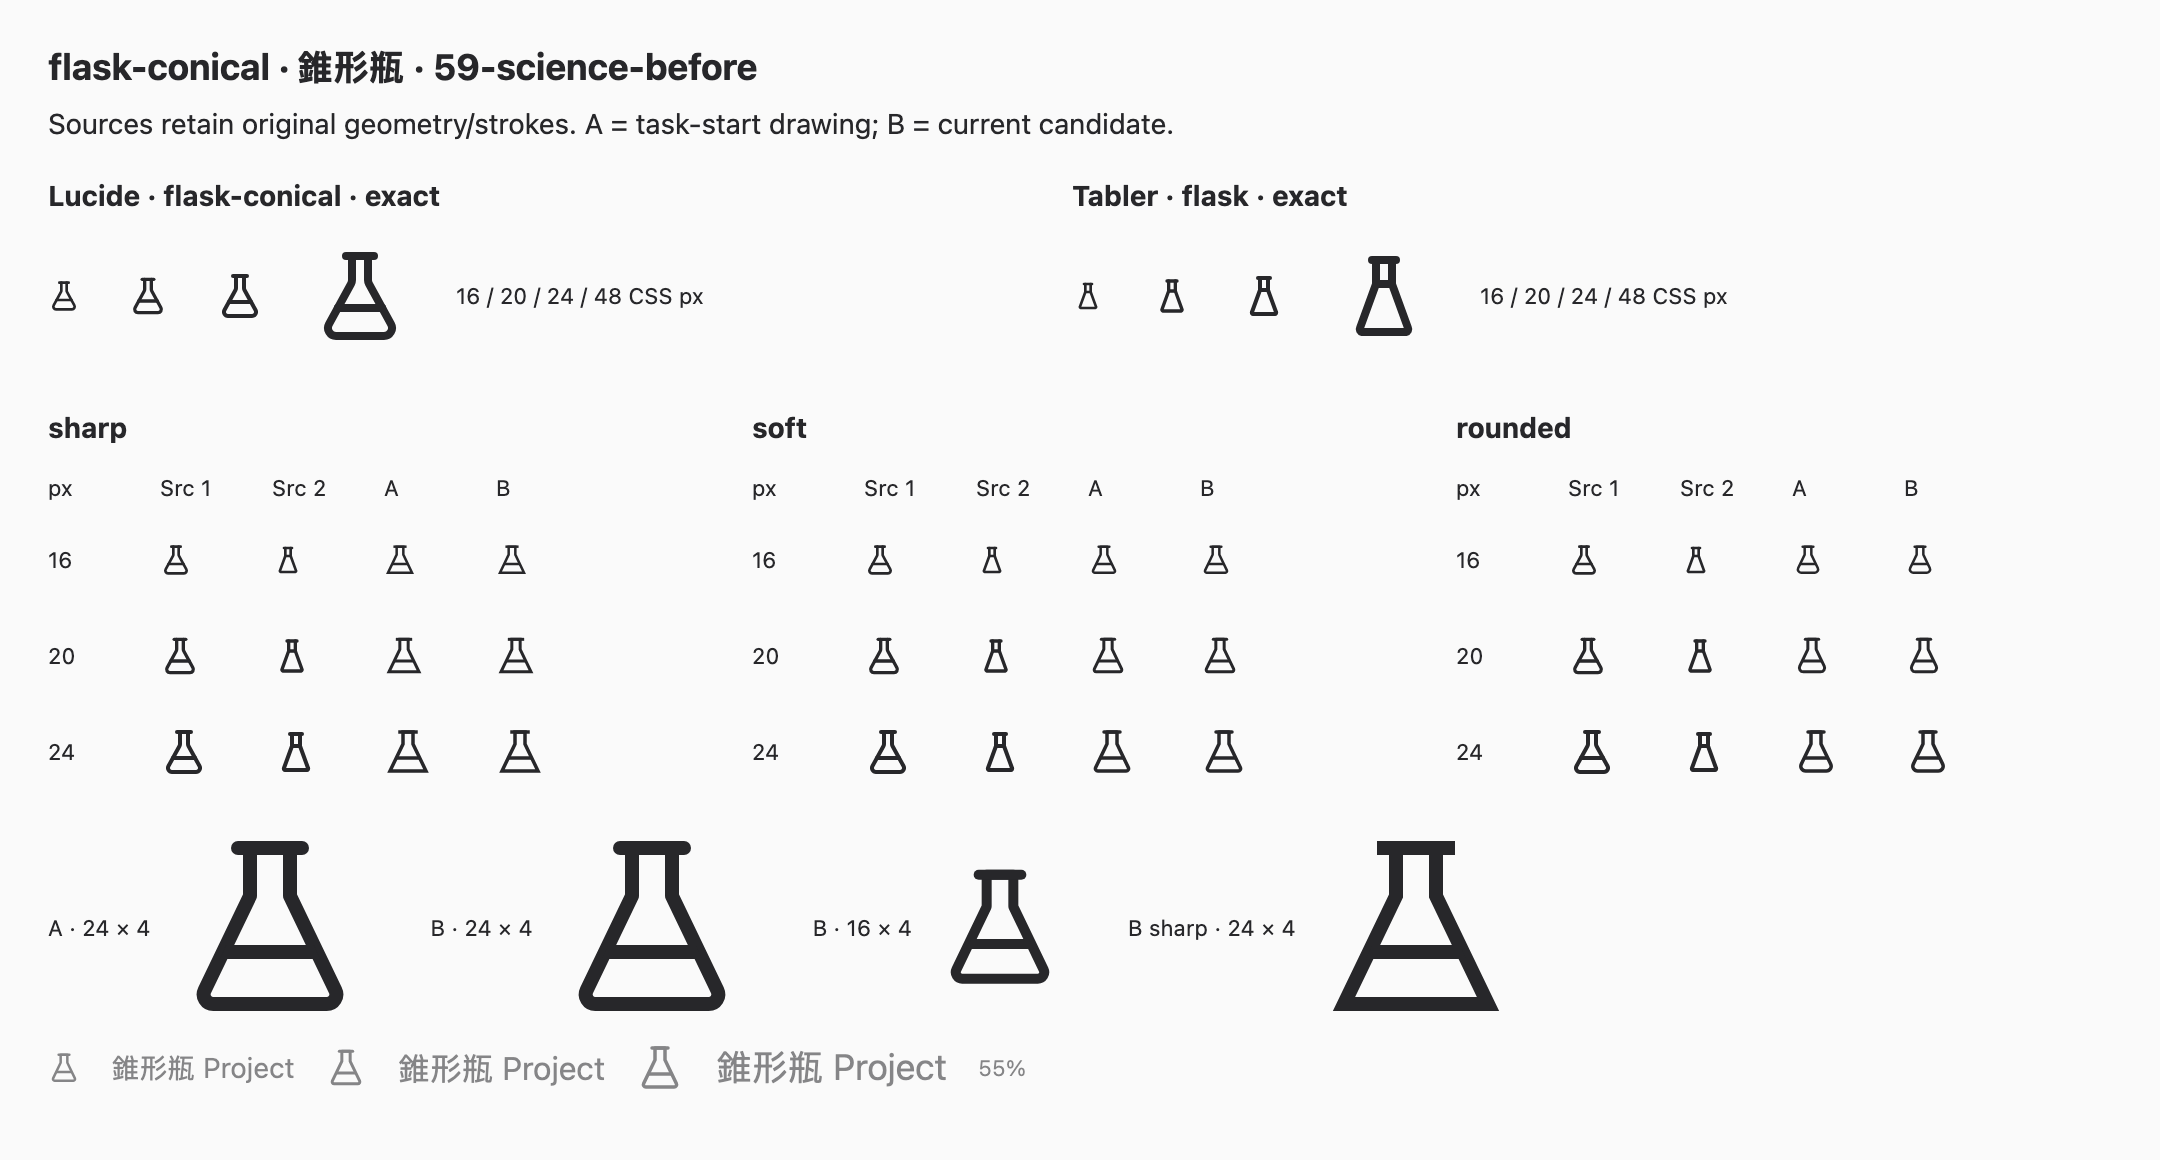 flask-conical · 錐形瓶 · 59-science-before
Sources retain original geometry/strokes. A = task-start drawing; B = current candidate.
Lucide · flask-conical · exact
16 / 20 / 24 / 48 CSS px
Tabler · flask · exact
16 / 20 / 24 / 48 CSS px
sharp
px Src 1 Src 2 A B
16
20
24
soft
px Src 1 Src 2 A B
16
20
24
rounded
px Src 1 Src 2 A B
16
20
24
A · 24 × 4
B · 24 × 4
B · 16 × 4
B sharp · 24 × 4
錐形瓶 Project
錐形瓶 Project
錐形瓶 Project
55%